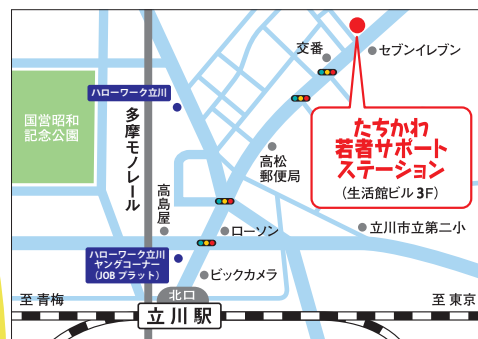 交番
セブンイレブン
ハローワーク立川
国営昭和
記念公園
多摩モノレール
たちかわ
若者サポート
ステーション
(生活館ビル3F)
高松
郵便局
高島屋
ローソン
立川市立第二小
ハローワーク立川
ヤングコーナー
(JOBプラット)
ビックカメラ
北口
至 青梅
立川駅
至 東京